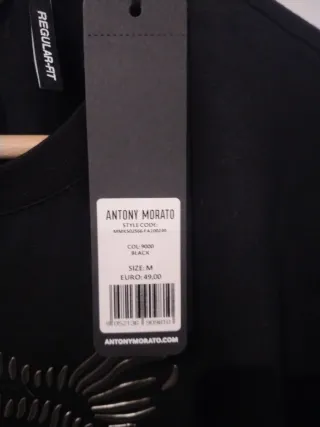 REGULAR-FIT
ANTONY MORATO
STYLE CODE:
COL: 9000
BLACK
SIZE: M
EURO: 49,00
ANTONYMORATO.COM